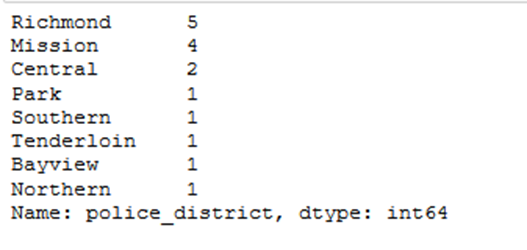 Richmond 5
Mission 4
Central 2
Park 1
Southern 1
Tenderloin 1
Bayview 1
Northern 1
Name: police_district, dtype: int64